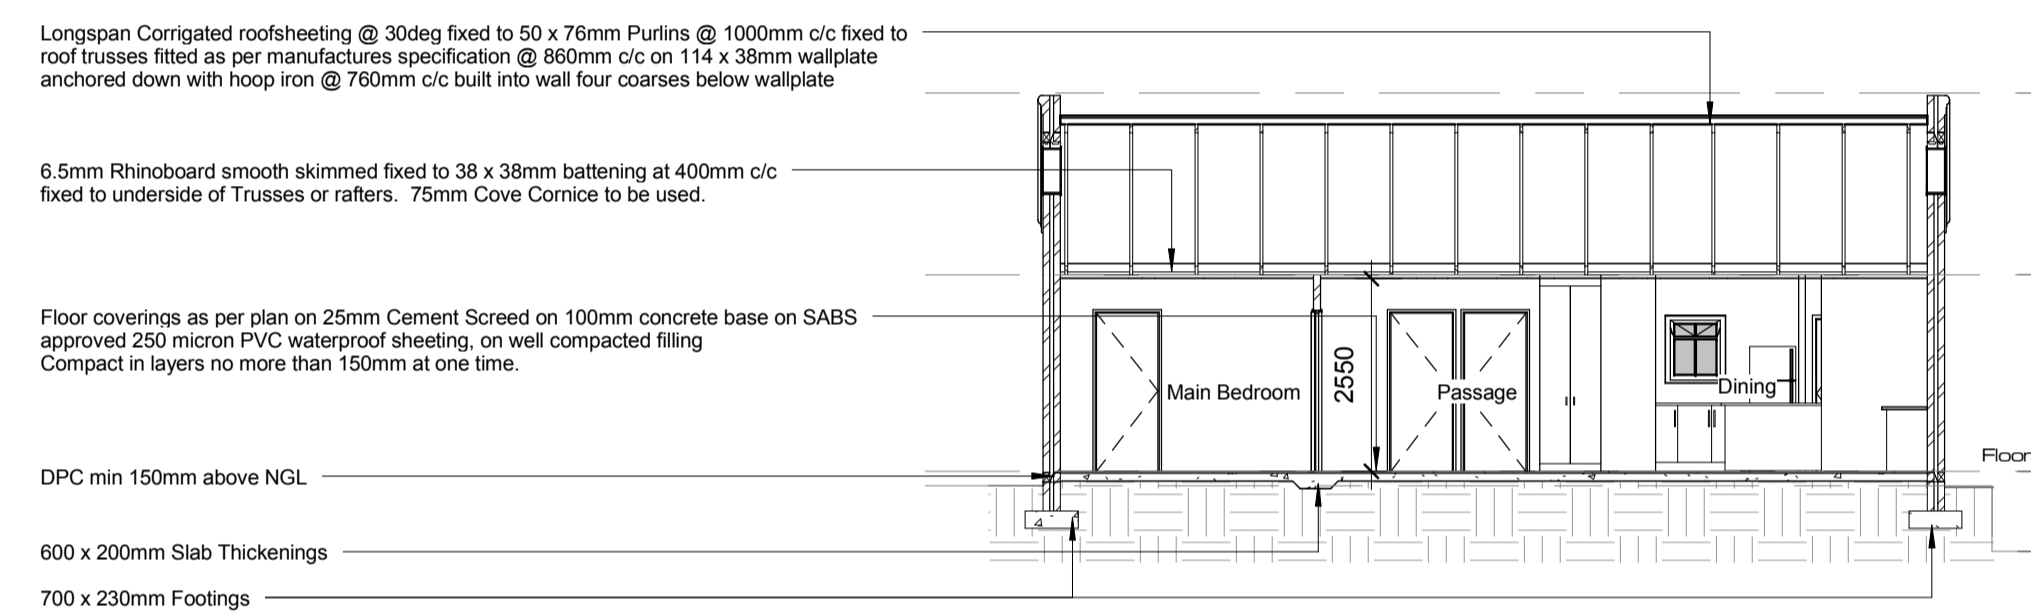 Longspan Corrigated roofsheeting @ 30deg fixed to 50 x 76mm Purlins @ 1000mm c/c fixed to
roof trusses fitted as per manufactures specification @ 860mm c/c on 114 x 38mm wallplate
anchored down with hoop iron @ 760mm c/c built into wall four coarses below wallplate
6.5mm Rhinoboard smooth skimmed fixed to 38 x 38mm battening at 400mm c/c
fixed to underside of Trusses or rafters.  75mm Cove Cornice to be used.
Floor coverings as per plan on 25mm Cement Screed on 100mm concrete base on SABS
approved 250 micron PVC waterproof sheeting, on well compacted filling
Compact in layers no more than 150mm at one time.
Main Bedroom
2550
Passage
Dining
Floor
DPC min 150mm above NGL
600 x 200mm Slab Thickenings
700 x 230mm Footings